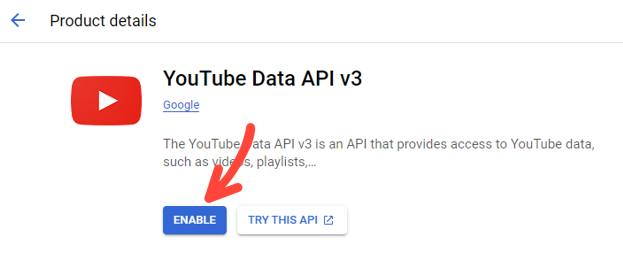 Product details
YouTube Data API v3
Google
The YouTube Data API v3 is an API that provides access to YouTube data,
such as videos, playlists,...
ENABLE
TRY THIS API